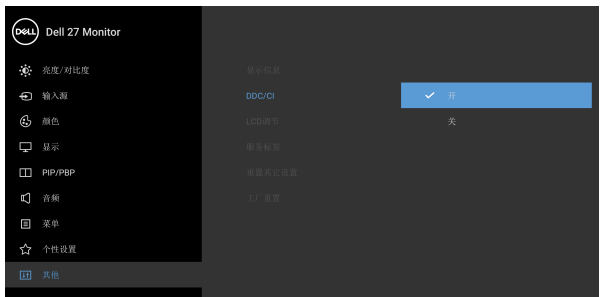 DELL Dell 27 Monitor
亮度/对比度
输入源
颜色
显示
PIP/PBP
音频
菜单
个性设置
其他
显示信息
DDC/CI
LCD调节
服务标签
重置其它设置
工厂重置
开
关